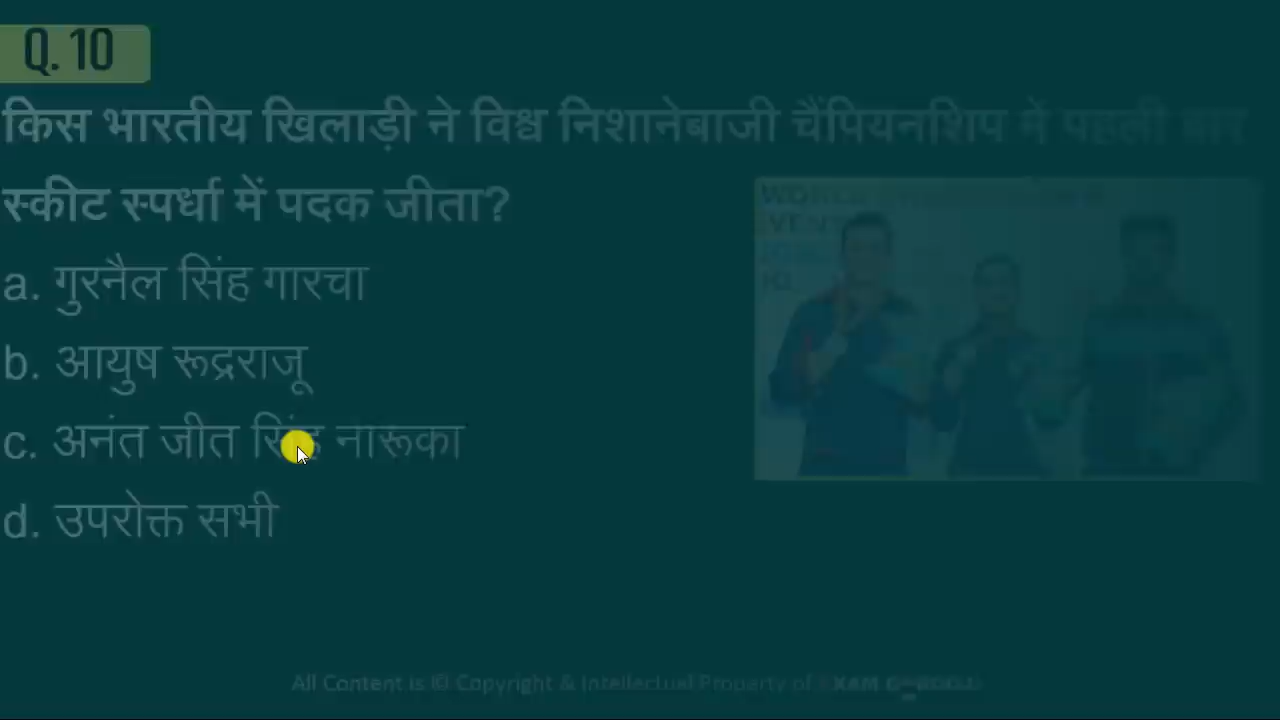 Q. 10
किस भारतीय खिलाड़ी ने विश्व निशानेबाजी चैंपियनशिप में पहली बार
स्कीट स्पर्धा में पदक जीता?
a. गुरनैल सिंह गारचा
b. आयुष रूद्रराजू
c. अनंत जीत सिंह नारूका
d. उपरोक्त सभी
All Content is © Copyright & Intellectual Property of